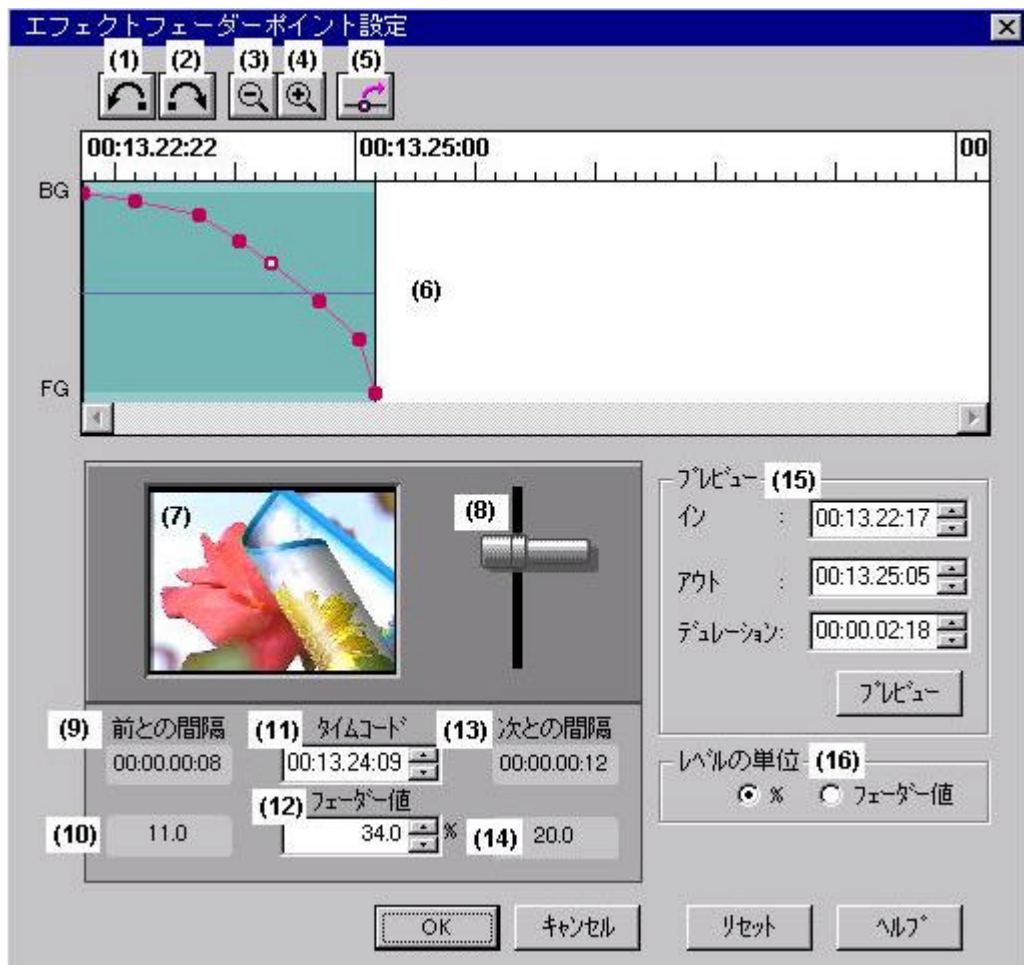 エフェクトフェーダーポイント設定
(1) (2) (3) (4) (5)
00:13.22:22 00:13.25:00 00
BG
(6)
FG
(7)
(8)
プレビュー (15)
イン : 00:13.22:17
アウト : 00:13.25:05
デュレーション: 00:00.02:18
プレビュー
(9) 前との間隔 (11) タイムコード (13) 次との間隔
00:00.00:08 00:13.24:09 00:00.00:12
(12) フェーダー値
(10) 11.0 34.0 % (14) 20.0
レベルの単位 (16)
% フェーダー値
OK キャンセル リセット ヘルプ